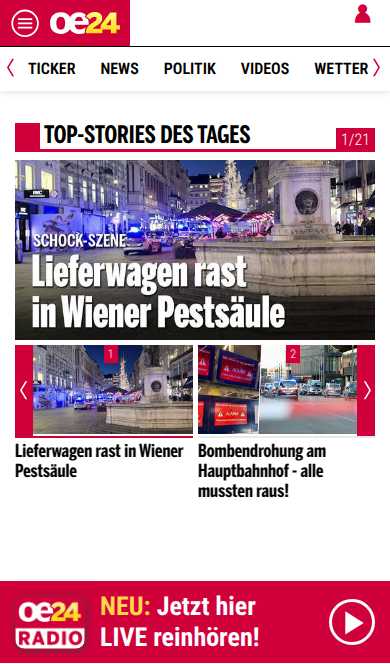 oe24
TICKER NEWS POLITIK VIDEOS WETTER
TOP-STORIES DES TAGES
1/21
SCHOCK-SZENE
Lieferwagen rast
in Wiener Pestsäule
1
2
Lieferwagen rast in Wiener
Pestsäule
Bombendrohung am
Hauptbahnhof - alle
mussten raus!
oe24
RADIO
NEU: Jetzt hier
LIVE reinhören!